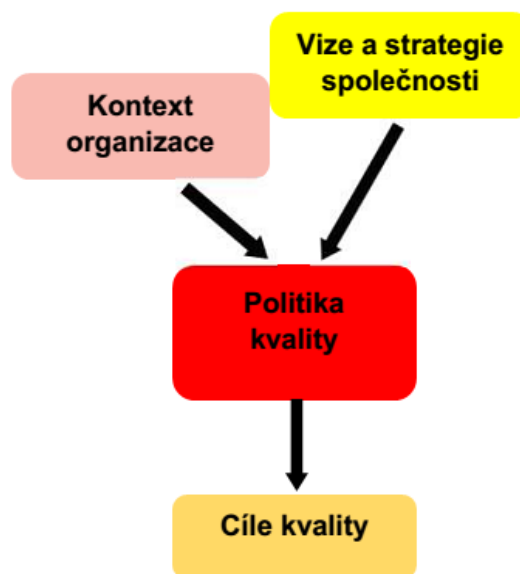 Vize a strategie
společnosti
Kontext
organizace
Politika
kvality
Cíle kvality